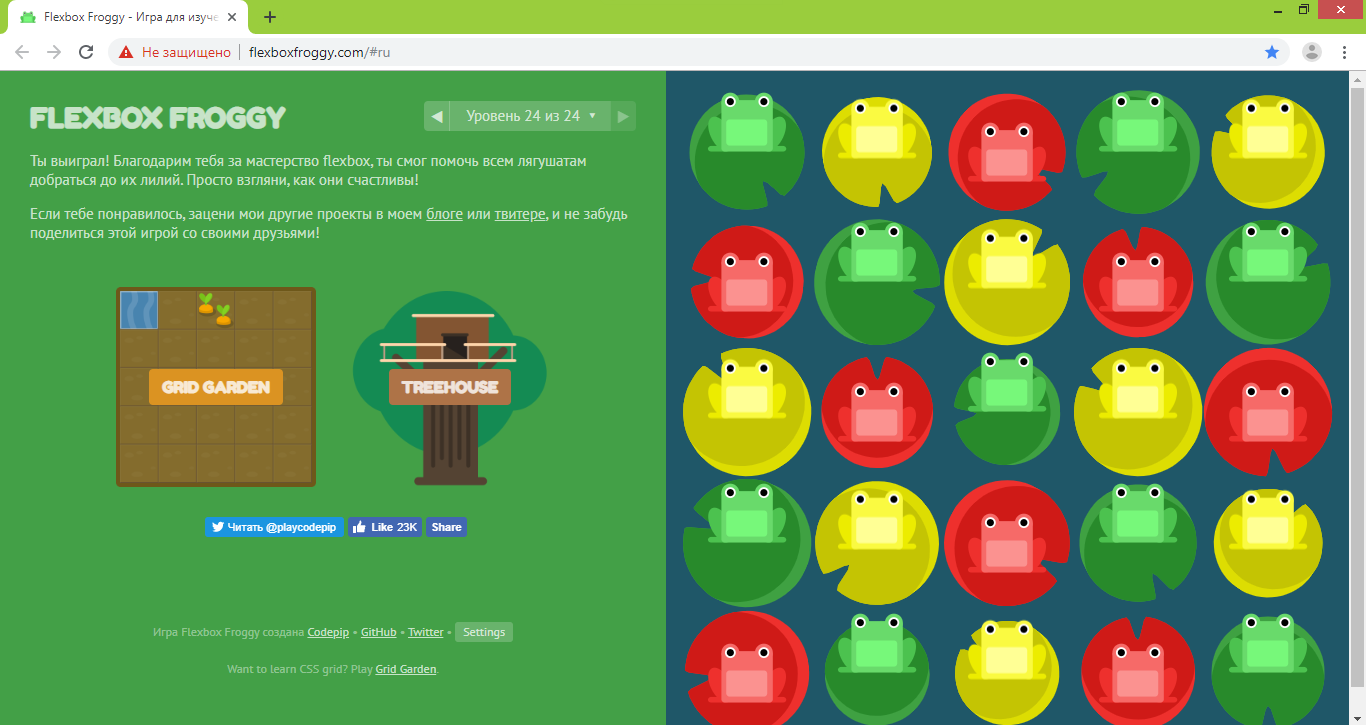 Flexbox Froggy - Игра для изуче
Не защищено | flexboxfroggy.com/#ru
FLEXBOX FROGGY
◀ Уровень 24 из 24 ▼ ▶
Ты выиграл! Благодарим тебя за мастерство flexbox, ты смог помочь всем лягушатам
добраться до их лилий. Просто взгляни, как они счастливы!
Если тебе понравилось, зацени мои другие проекты в моем блоге или твитере, и не забудь
поделиться этой игрой со своими друзьями!
GRID GARDEN
TREEHOUSE
Читать @playcodepip
Like 23K
Share
Игра Flexbox Froggy создана Codepip • GitHub • Twitter • Settings
Want to learn CSS grid? Play Grid Garden.